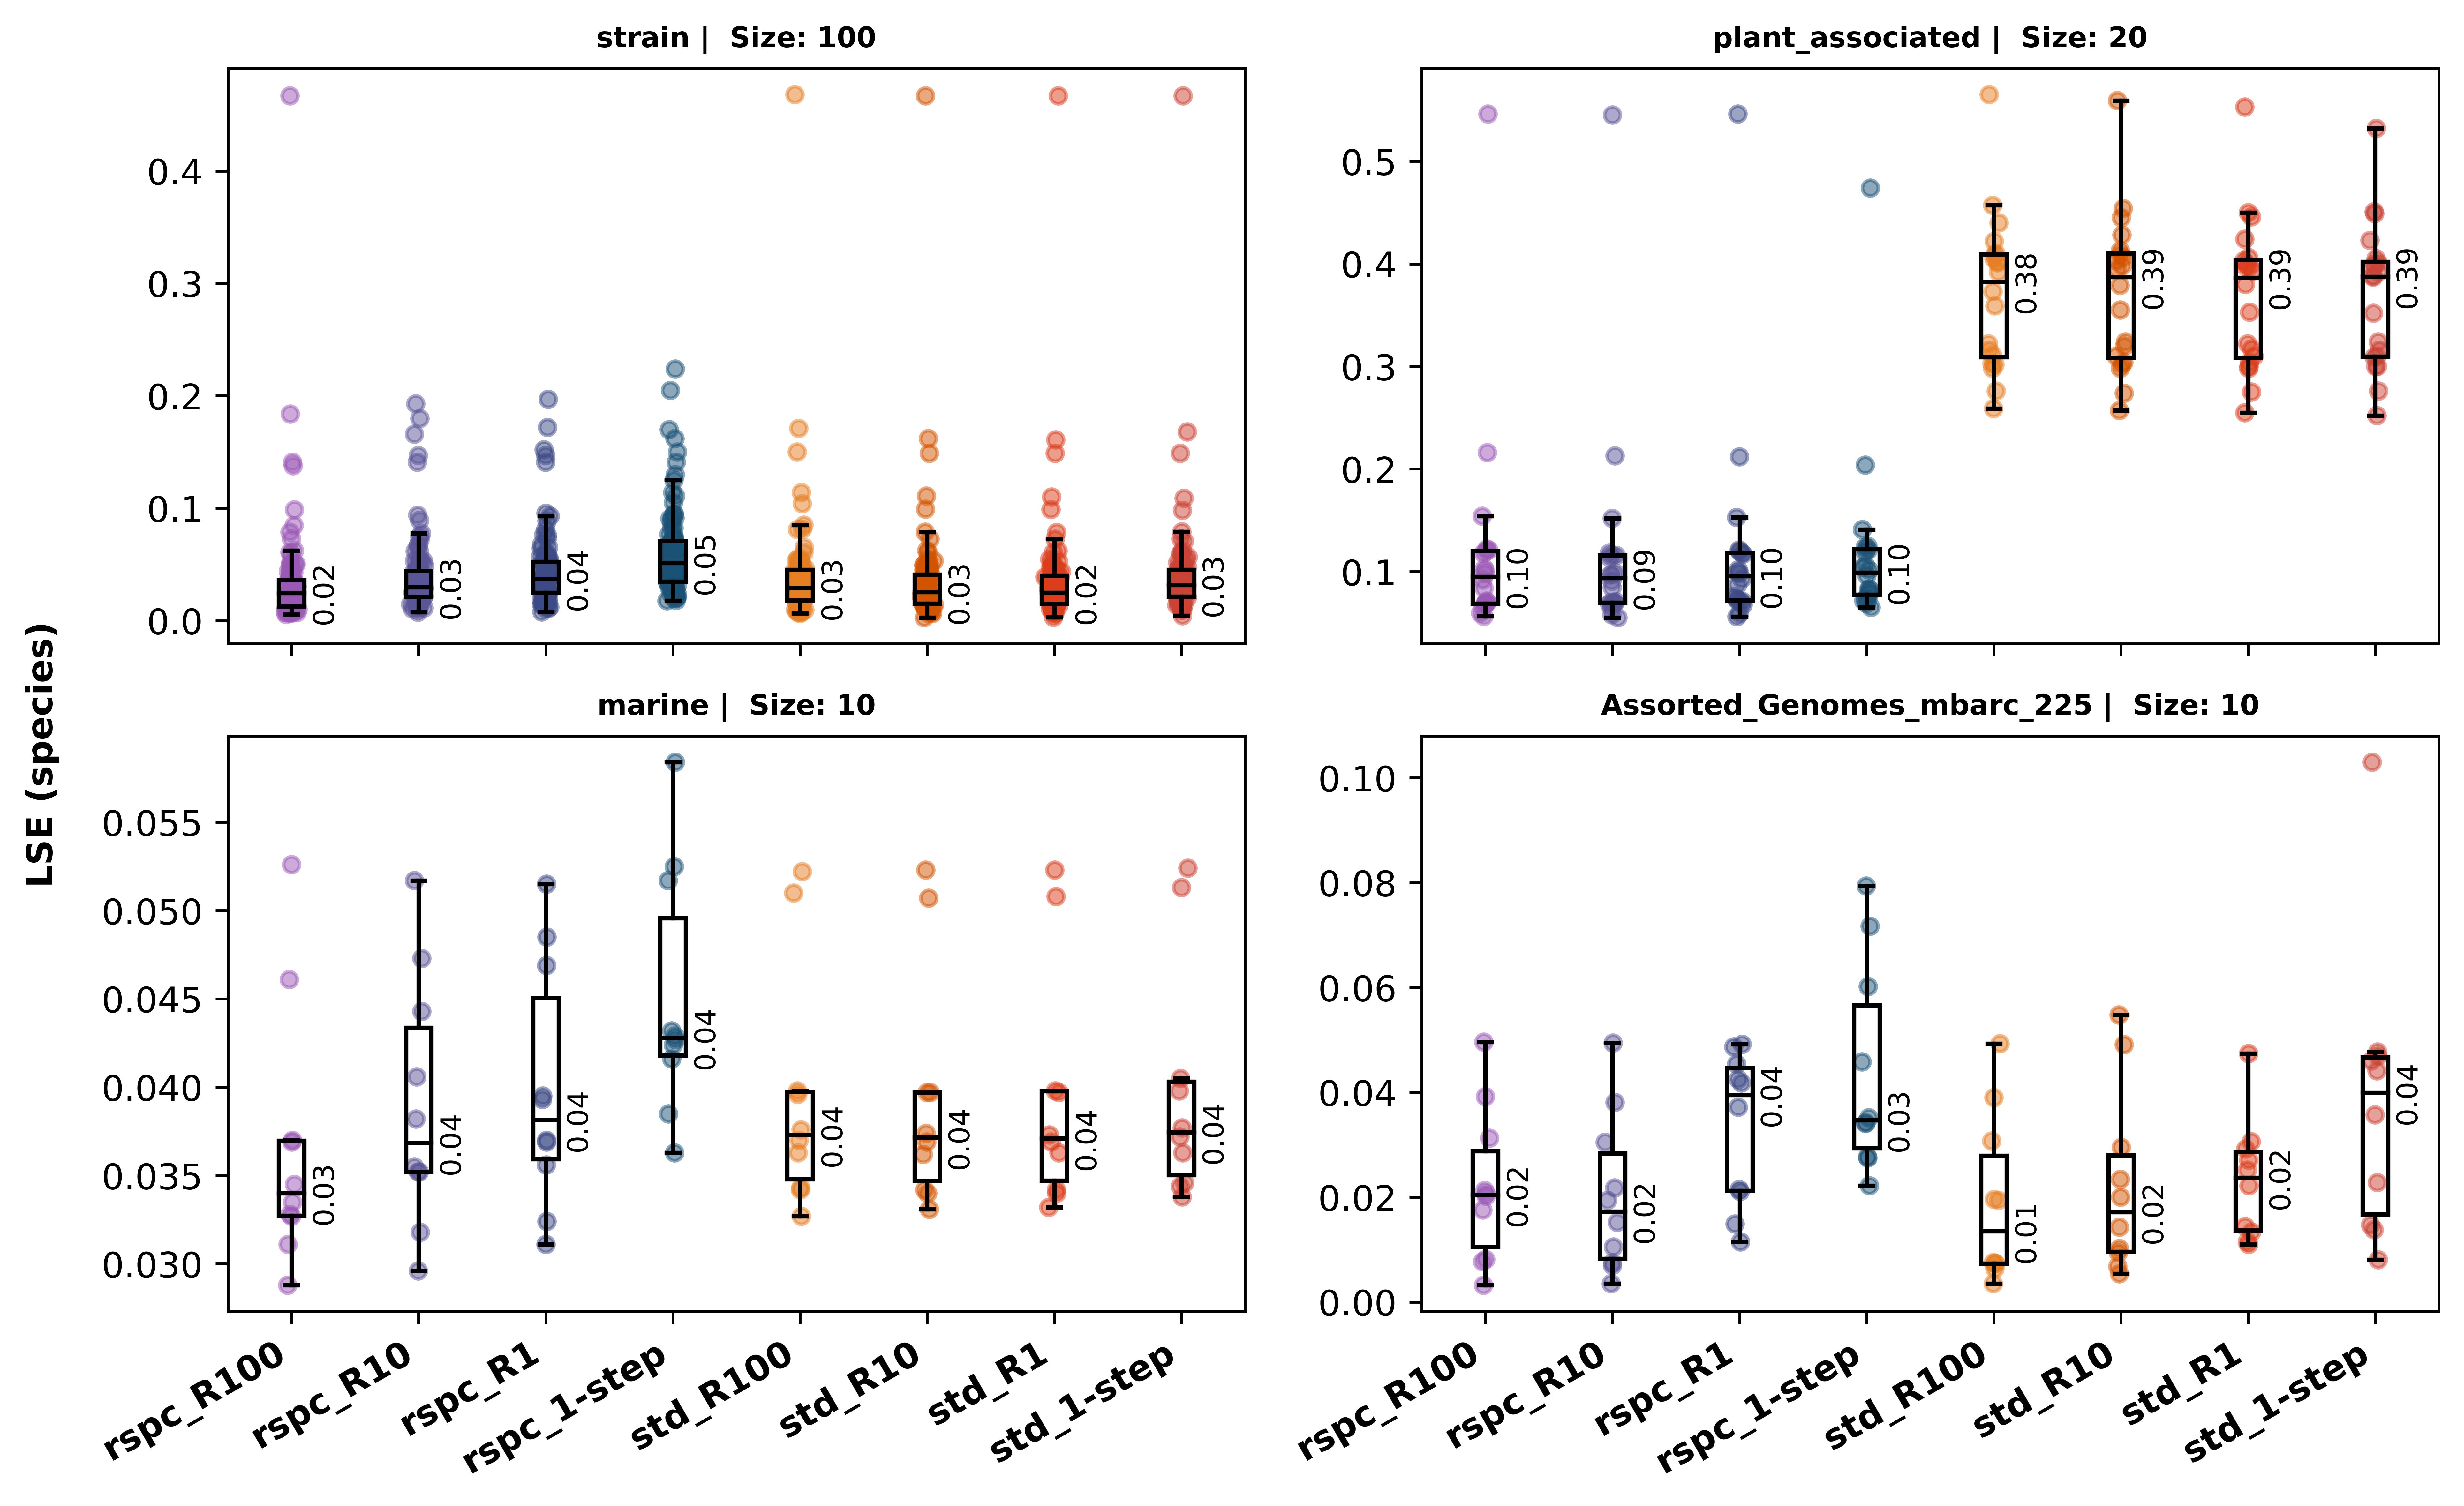 strain |  Size: 100
0.4
0.3
0.2
0.1
0.0
0.02
0.03
0.04
0.05
0.03
0.03
0.02
0.03
plant_associated |  Size: 20
0.5
0.4
0.3
0.2
0.1
0.10
0.09
0.10
0.10
0.38
0.39
0.39
0.39
LSE (species)
marine |  Size: 10
0.055
0.050
0.045
0.040
0.035
0.030
0.03
0.04
0.04
0.04
0.04
0.04
0.04
0.04
rspc_R100
rspc_R10
rspc_R1
rspc_1-step
std_R100
std_R10
std_R1
std_1-step
Assorted_Genomes_mbarc_225 |  Size: 10
0.10
0.08
0.06
0.04
0.02
0.00
0.02
0.02
0.04
0.03
0.01
0.02
0.02
0.04
rspc_R100
rspc_R10
rspc_R1
rspc_1-step
std_R100
std_R10
std_R1
std_1-step